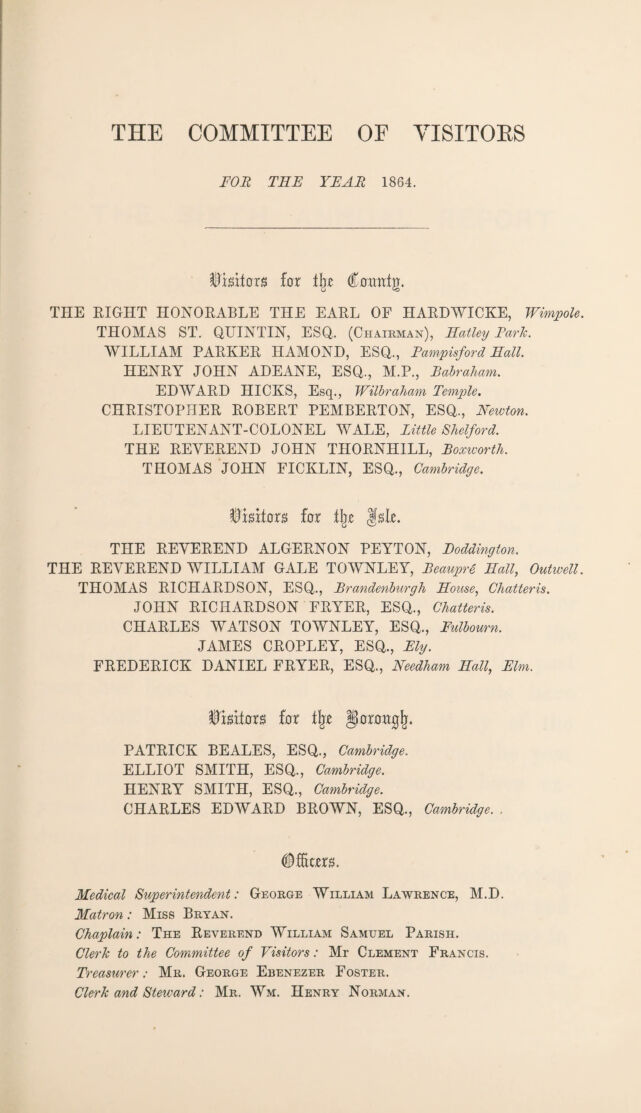 THE COMMITTEE OF VISITORS
FOR THE YEAR 1864.
Visitors for the County.
THE RIGHT HONORABLE THE EARL OF HARDWICKE, Wimpole.
THOMAS ST. QUINTIN, ESQ. (Chairman), Hatley Park.
WILLIAM PARKER HAMOND, ESQ., Pampisford Hall.
HENRY JOHN ADEANE, ESQ., M.P., Babraham.
EDWARD HICKS, Esq., Wilbraham Temple.
CHRISTOPHER ROBERT PEMBERTON, ESQ., Newton.
LIEUTENANT-COLONEL WALE, Little Shelford.
THE REVEREND JOHN THORNHILL, Boxworth.
THOMAS JOHN FICKLIN, ESQ., Cambridge.
Visitors for the Isle.
THE REVEREND ALGERNON PEYTON, Doddington.
THE REVEREND WILLIAM GALE TOWNLEY, Beaupré Hall, Outwell.
THOMAS RICHARDSON, ESQ., Brandenburgh House, Chatteris.
JOHN RICHARDSON FRYER, ESQ., Chatteris.
CHARLES WATSON TOWNLEY, ESQ., Fulbourn.
JAMES CROPLEY, ESQ., Ely.
FREDERICK DANIEL FRYER, ESQ., Needham Hall, Elm.
Visitors for the Borough.
PATRICK BEALES, ESQ., Cambridge.
ELLIOT SMITH, ESQ., Cambridge.
HENRY SMITH, ESQ., Cambridge.
CHARLES EDWARD BROWN, ESQ., Cambridge.
Officers.
Medical Superintendent: George William Lawrence, M.D.
Matron: Miss Bryan.
Chaplain: The Reverend William Samuel Parish.
Clerk to the Committee of Visitors: Mr Clement Francis.
Treasurer: Mr. George Ebenezer Foster.
Clerk and Steward: Mr. Wm. Henry Norman.